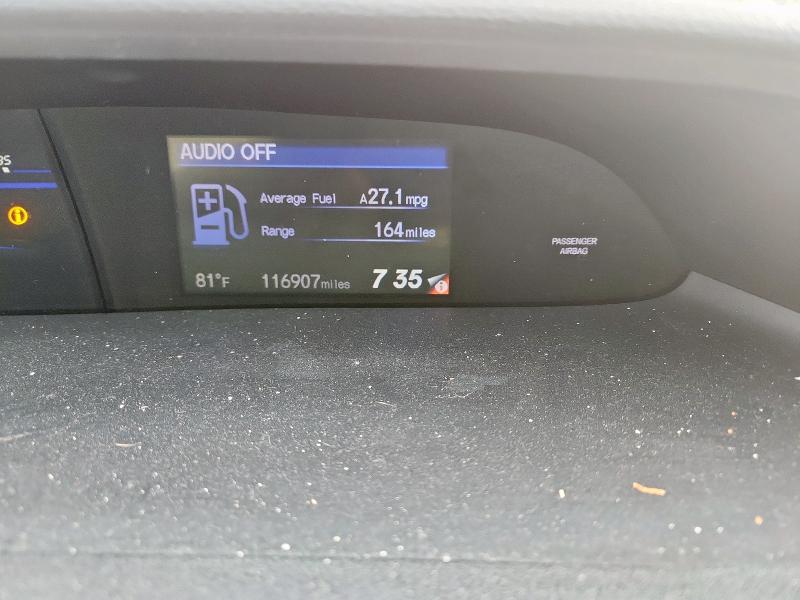 AUDIO OFF
Average Fuel A27.1mpg
Range 164miles
81°F 116907miles 7 35
PASSENGER
AIRBAG